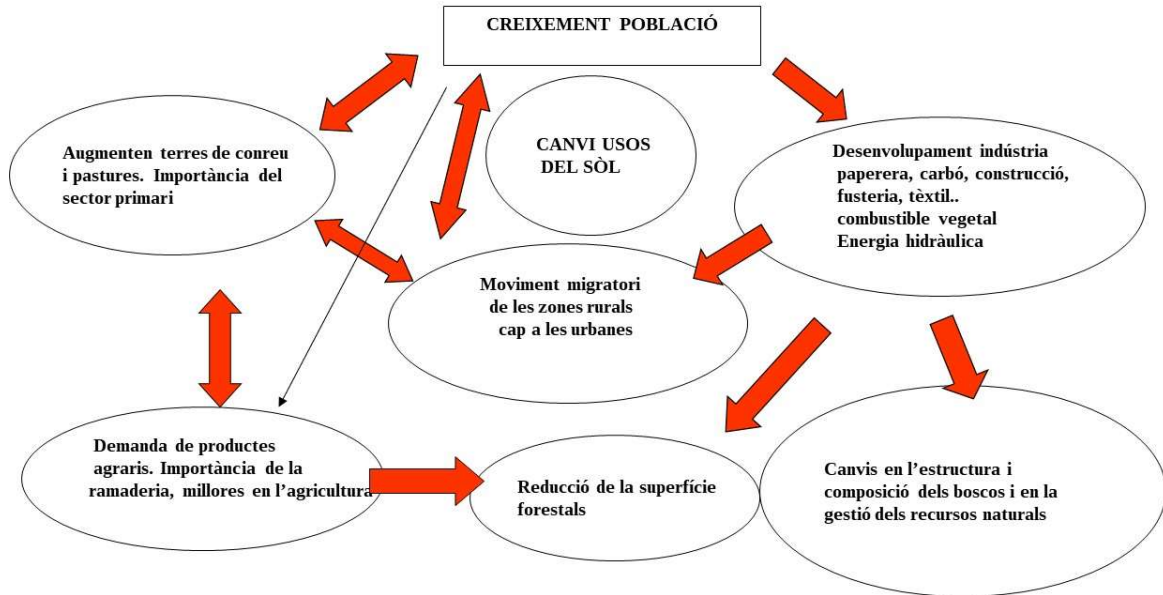 CREIXEMENT POBLACIÓ
CANVI USOS
DEL SÒL
Augmenten terres de conreu
i pastures. Importància del
sector primari
Desenvolupament indústria
paperera, carbó, construcció,
fusteria, tèxtil..
combustible vegetal
Energia hidràulica
Moviment migratori
de les zones rurals
cap a les urbanes
Demanda de productes
agraris. Importància de la
ramaderia, millores en l’agricultura
Reducció de la superfície
forestals
Canvis en l’estructura i
composició dels boscos i en la
gestió dels recursos naturals